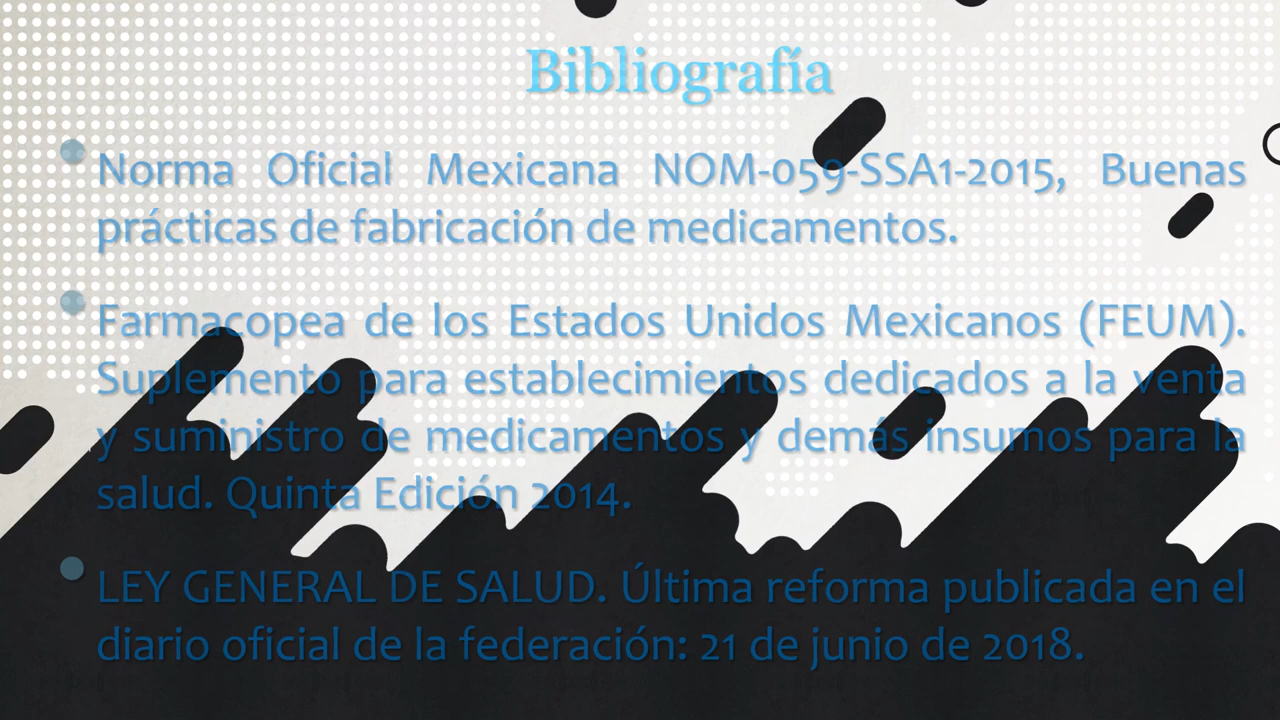 Bibliografía
Norma Oficial Mexicana NOM-059-SSA1-2015, Buenas
prácticas de fabricación de medicamentos.
Farmacopea de los Estados Unidos Mexicanos (FEUM).
Suplemento para establecimientos dedicados a la venta
y suministro de medicamentos y demás insumos para la
salud. Quinta Edición 2014.
LEY GENERAL DE SALUD. Última reforma publicada en el
diario oficial de la federación: 21 de junio de 2018.